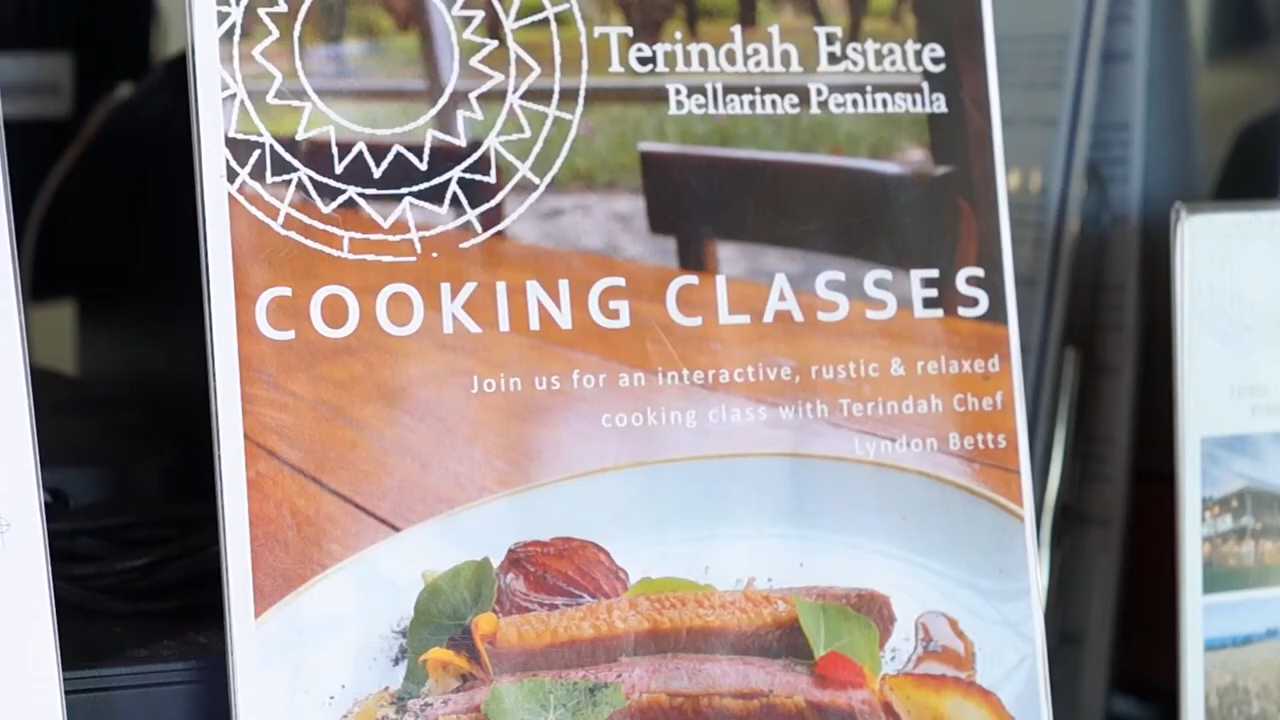 Terindah Estate
Bellarine Peninsula
COOKING CLASSES
Join us for an interactive, rustic & relaxed
cooking class with Terindah Chef
Lyndon Betts